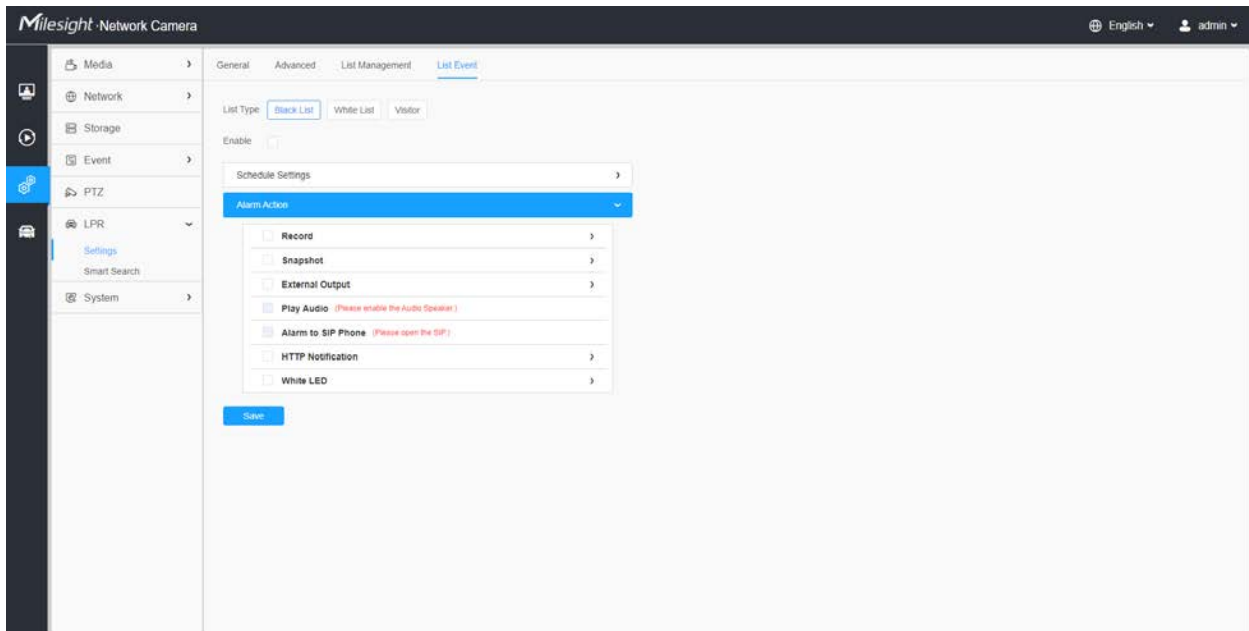 Milesight · Network Camera
English
admin
Media
Network
Storage
Event
PTZ
LPR
Settings
Smart Search
System
General Advanced List Management List Event
List Type Black List White List Visitor
Enable
Schedule Settings
Alarm Action
Record
Snapshot
External Output
Play Audio (Please enable the Audio Speaker.)
Alarm to SIP Phone (Please open the SIP.)
HTTP Notification
White LED
Save